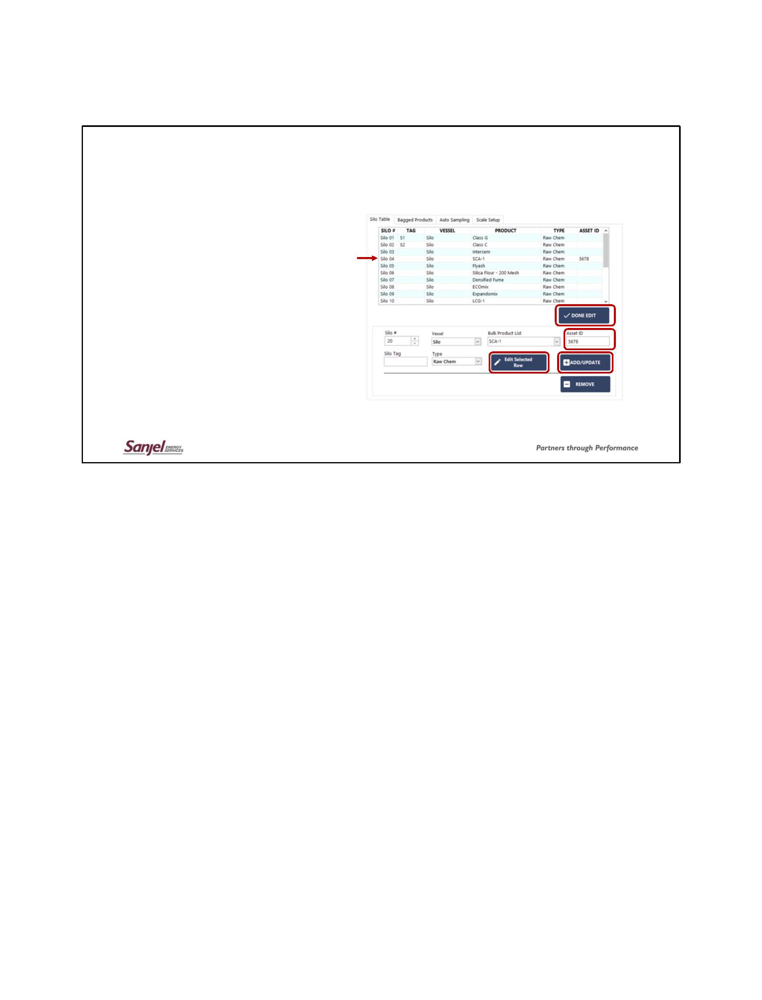 Silo Table Bagged Products Auto Sampling Scale Setup
SILO # TAG VESSEL PRODUCT TYPE ASSET ID
Silo 01 S1 Silo Class G Raw Chem
Silo 02 S2 Silo Class C Raw Chem
Silo 03 Silo Intercem Raw Chem
Silo 04 Silo SCA-1 Raw Chem 5678
Silo 05 Silo Flyash Raw Chem
Silo 06 Silo Silica Flour - 200 Mesh Raw Chem
Silo 07 Silo Densified Fume Raw Chem
Silo 08 Silo ECOmix Raw Chem
Silo 09 Silo Expandomix Raw Chem
Silo 10 Silo LCG-1 Raw Chem
DONE EDIT
Silo # Vessel Bulk Product List Asset ID
20 Silo SCA-1 5678
Silo Tag Type
Raw Chem
Edit Selected
Row
ADD/UPDATE
REMOVE
Sanjel ENERGY
SERVICES
Partners through Performance